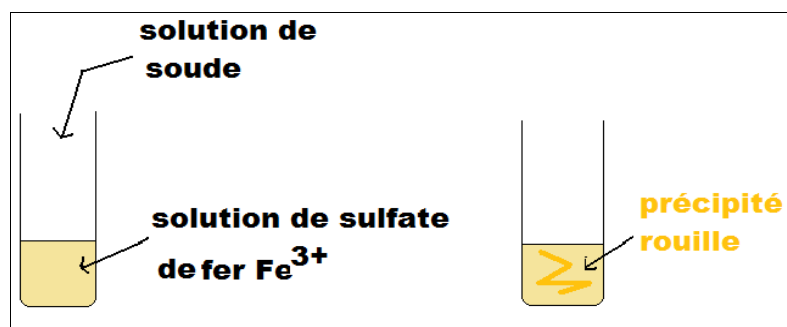 solution de
soude
solution de sulfate
de fer Fe3+
précipité
rouille